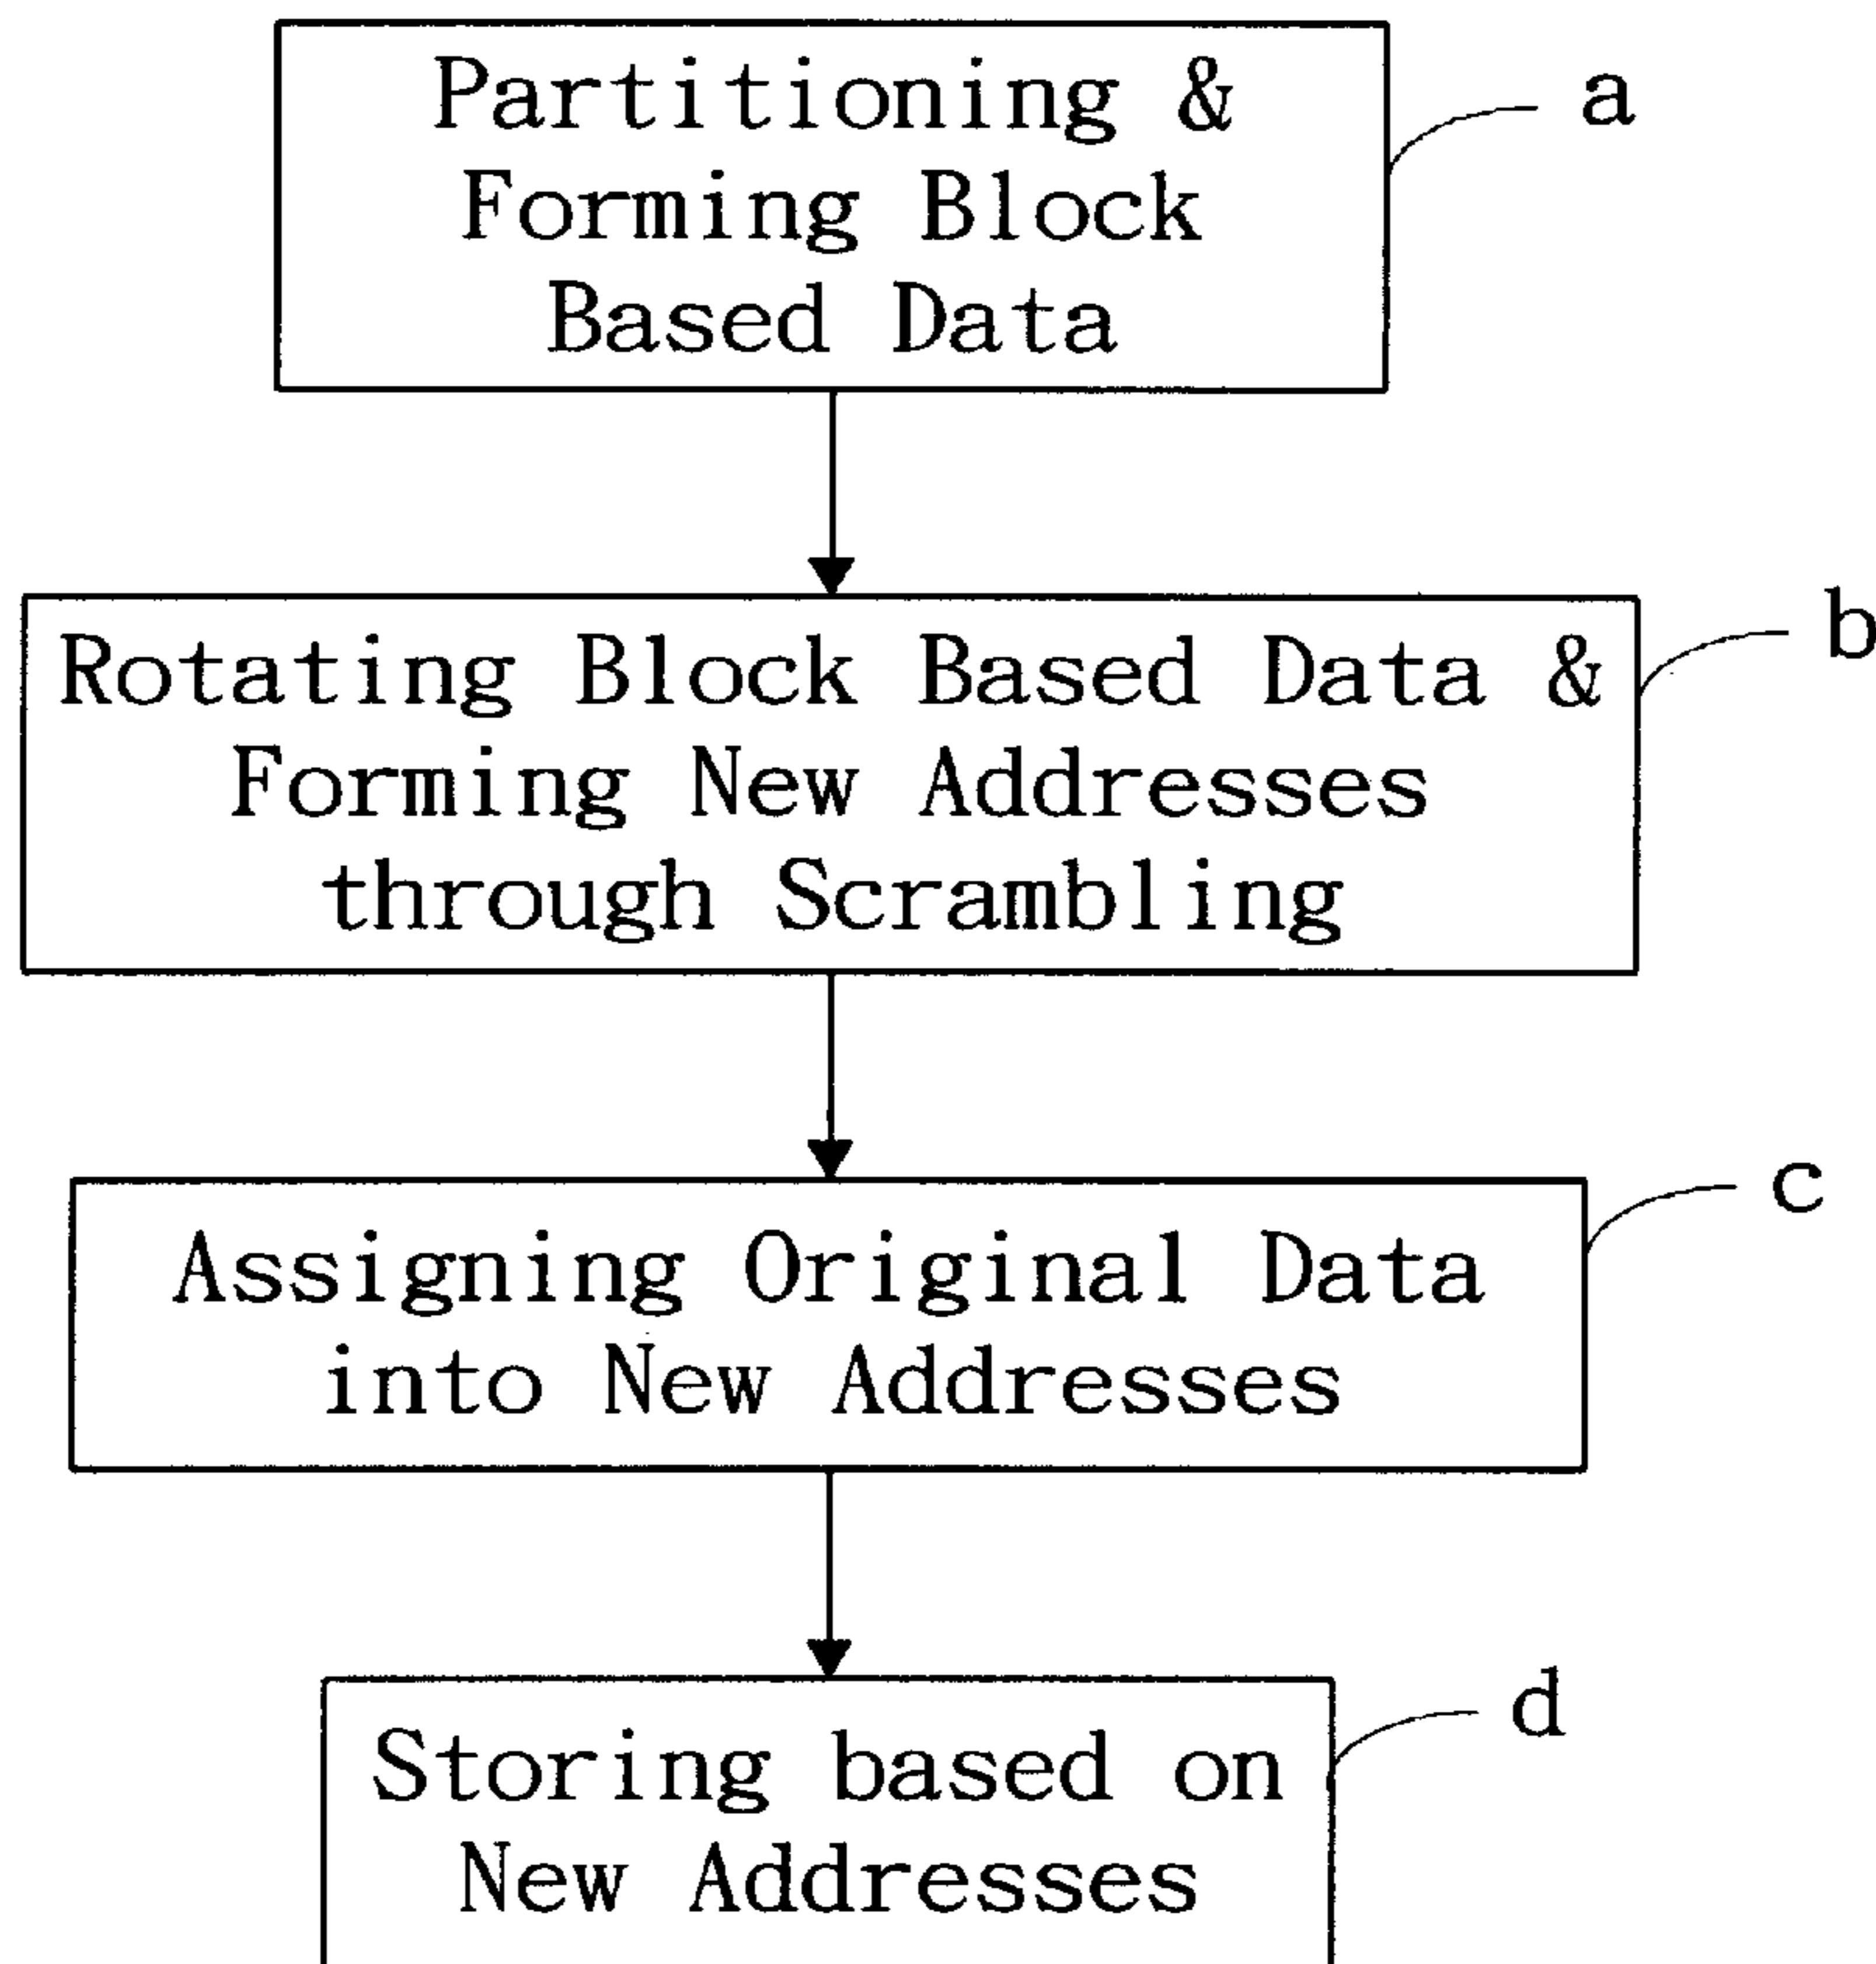 Partitioning &
Forming Block
Based Data
a
Rotating Block Based Data &
Forming New Addresses
through Scrambling
b
Assigning Original Data
into New Addresses
c
Storing based on
New Addresses
d